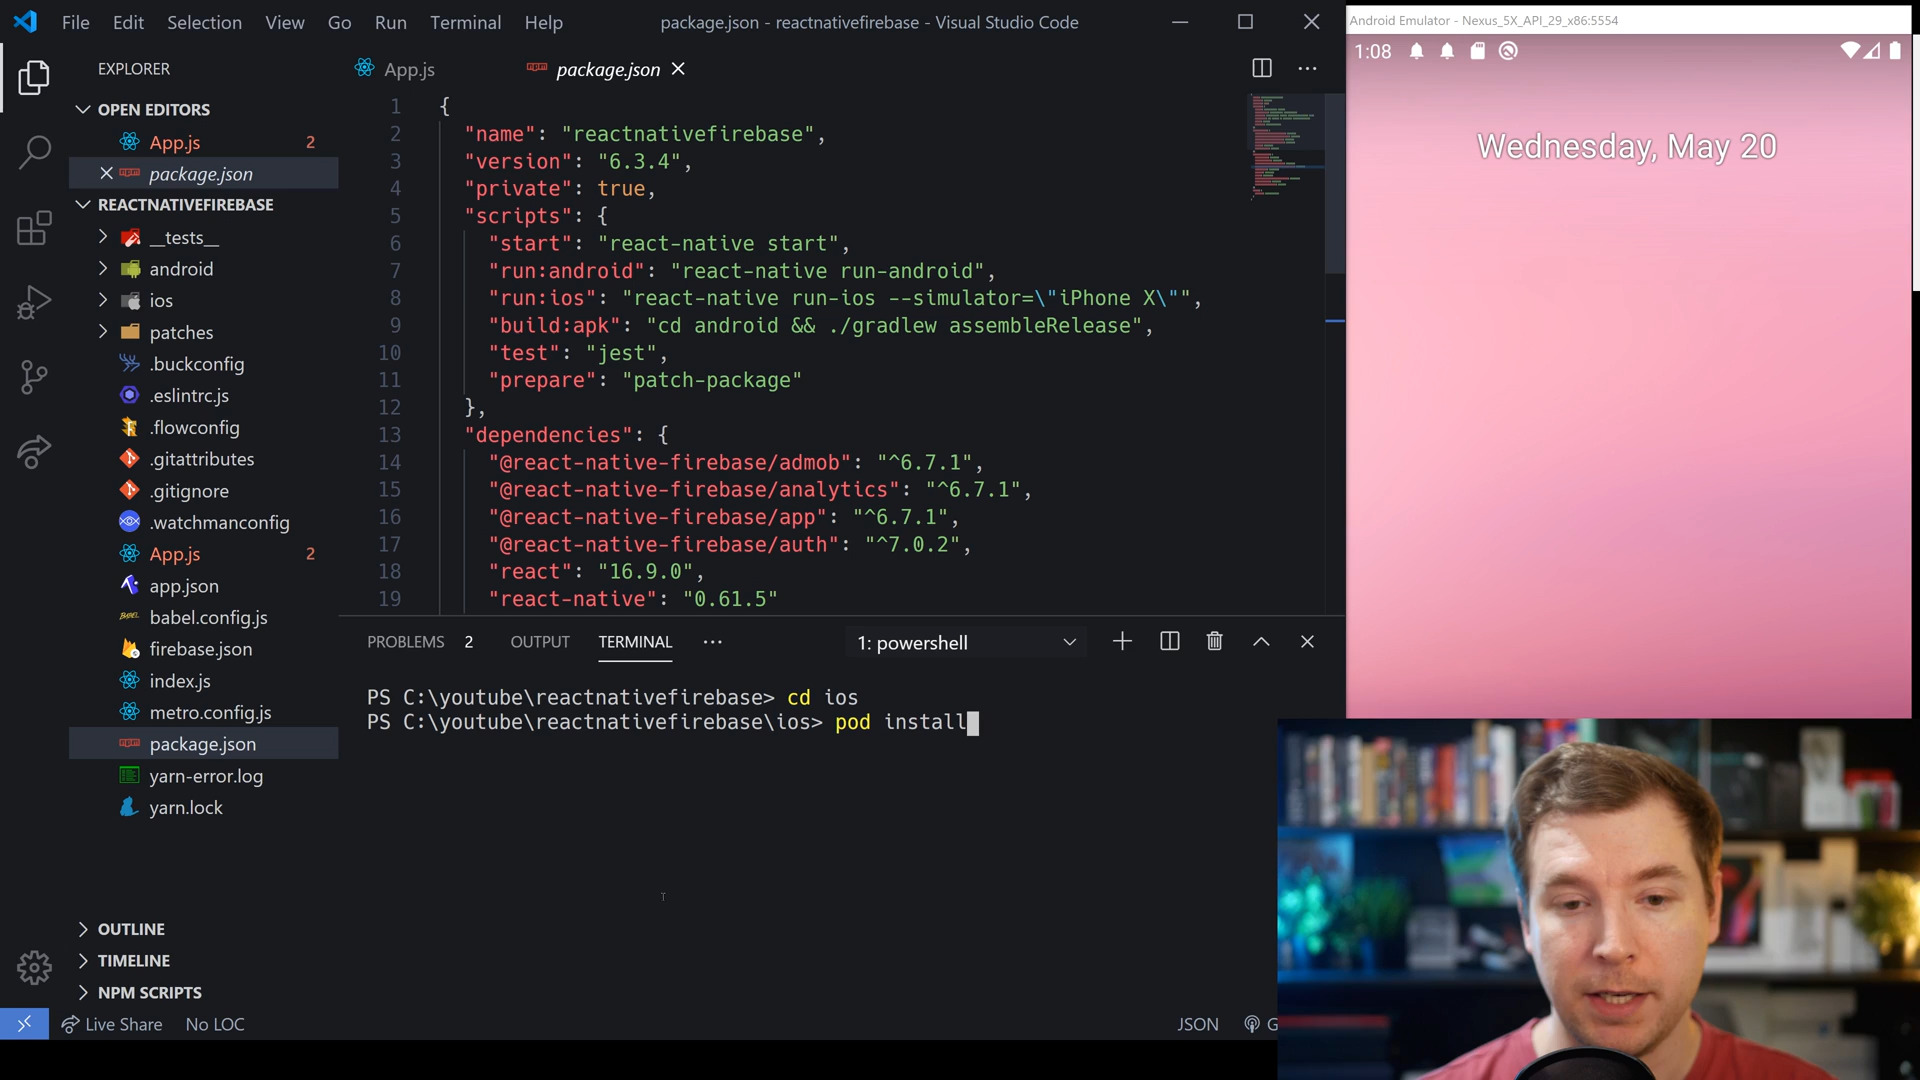 File Edit Selection View Go Run Terminal Help
package.json - reactnativefirebase - Visual Studio Code
Android Emulator - Nexus_5X_API_29_x86:5554
1:08
Wednesday, May 20
EXPLORER
OPEN EDITORS
App.js 2
package.json
REACTNATIVEFIREBASE
__tests__
android
ios
patches
.buckconfig
.eslintrc.js
.flowconfig
.gitattributes
.gitignore
.watchmanconfig
App.js 2
app.json
babel.config.js
firebase.json
index.js
metro.config.js
package.json
yarn-error.log
yarn.lock
OUTLINE
TIMELINE
NPM SCRIPTS
App.js package.json
1 {
2 "name": "reactnativefirebase",
3 "version": "6.3.4",
4 "private": true,
5 "scripts": {
6 "start": "react-native start",
7 "run:android": "react-native run-android",
8 "run:ios": "react-native run-ios --simulator=\"iPhone X\"",
9 "build:apk": "cd android && ./gradlew assembleRelease",
10 "test": "jest",
11 "prepare": "patch-package"
12 },
13 "dependencies": {
14 "@react-native-firebase/admob": "^6.7.1",
15 "@react-native-firebase/analytics": "^6.7.1",
16 "@react-native-firebase/app": "^6.7.1",
17 "@react-native-firebase/auth": "^7.0.2",
18 "react": "16.9.0",
19 "react-native": "0.61.5"
PROBLEMS 2 OUTPUT TERMINAL ··· 1: powershell
PS C:\youtube\reactnativefirebase> cd ios
PS C:\youtube\reactnativefirebase\ios> pod install
Live Share No LOC JSON G